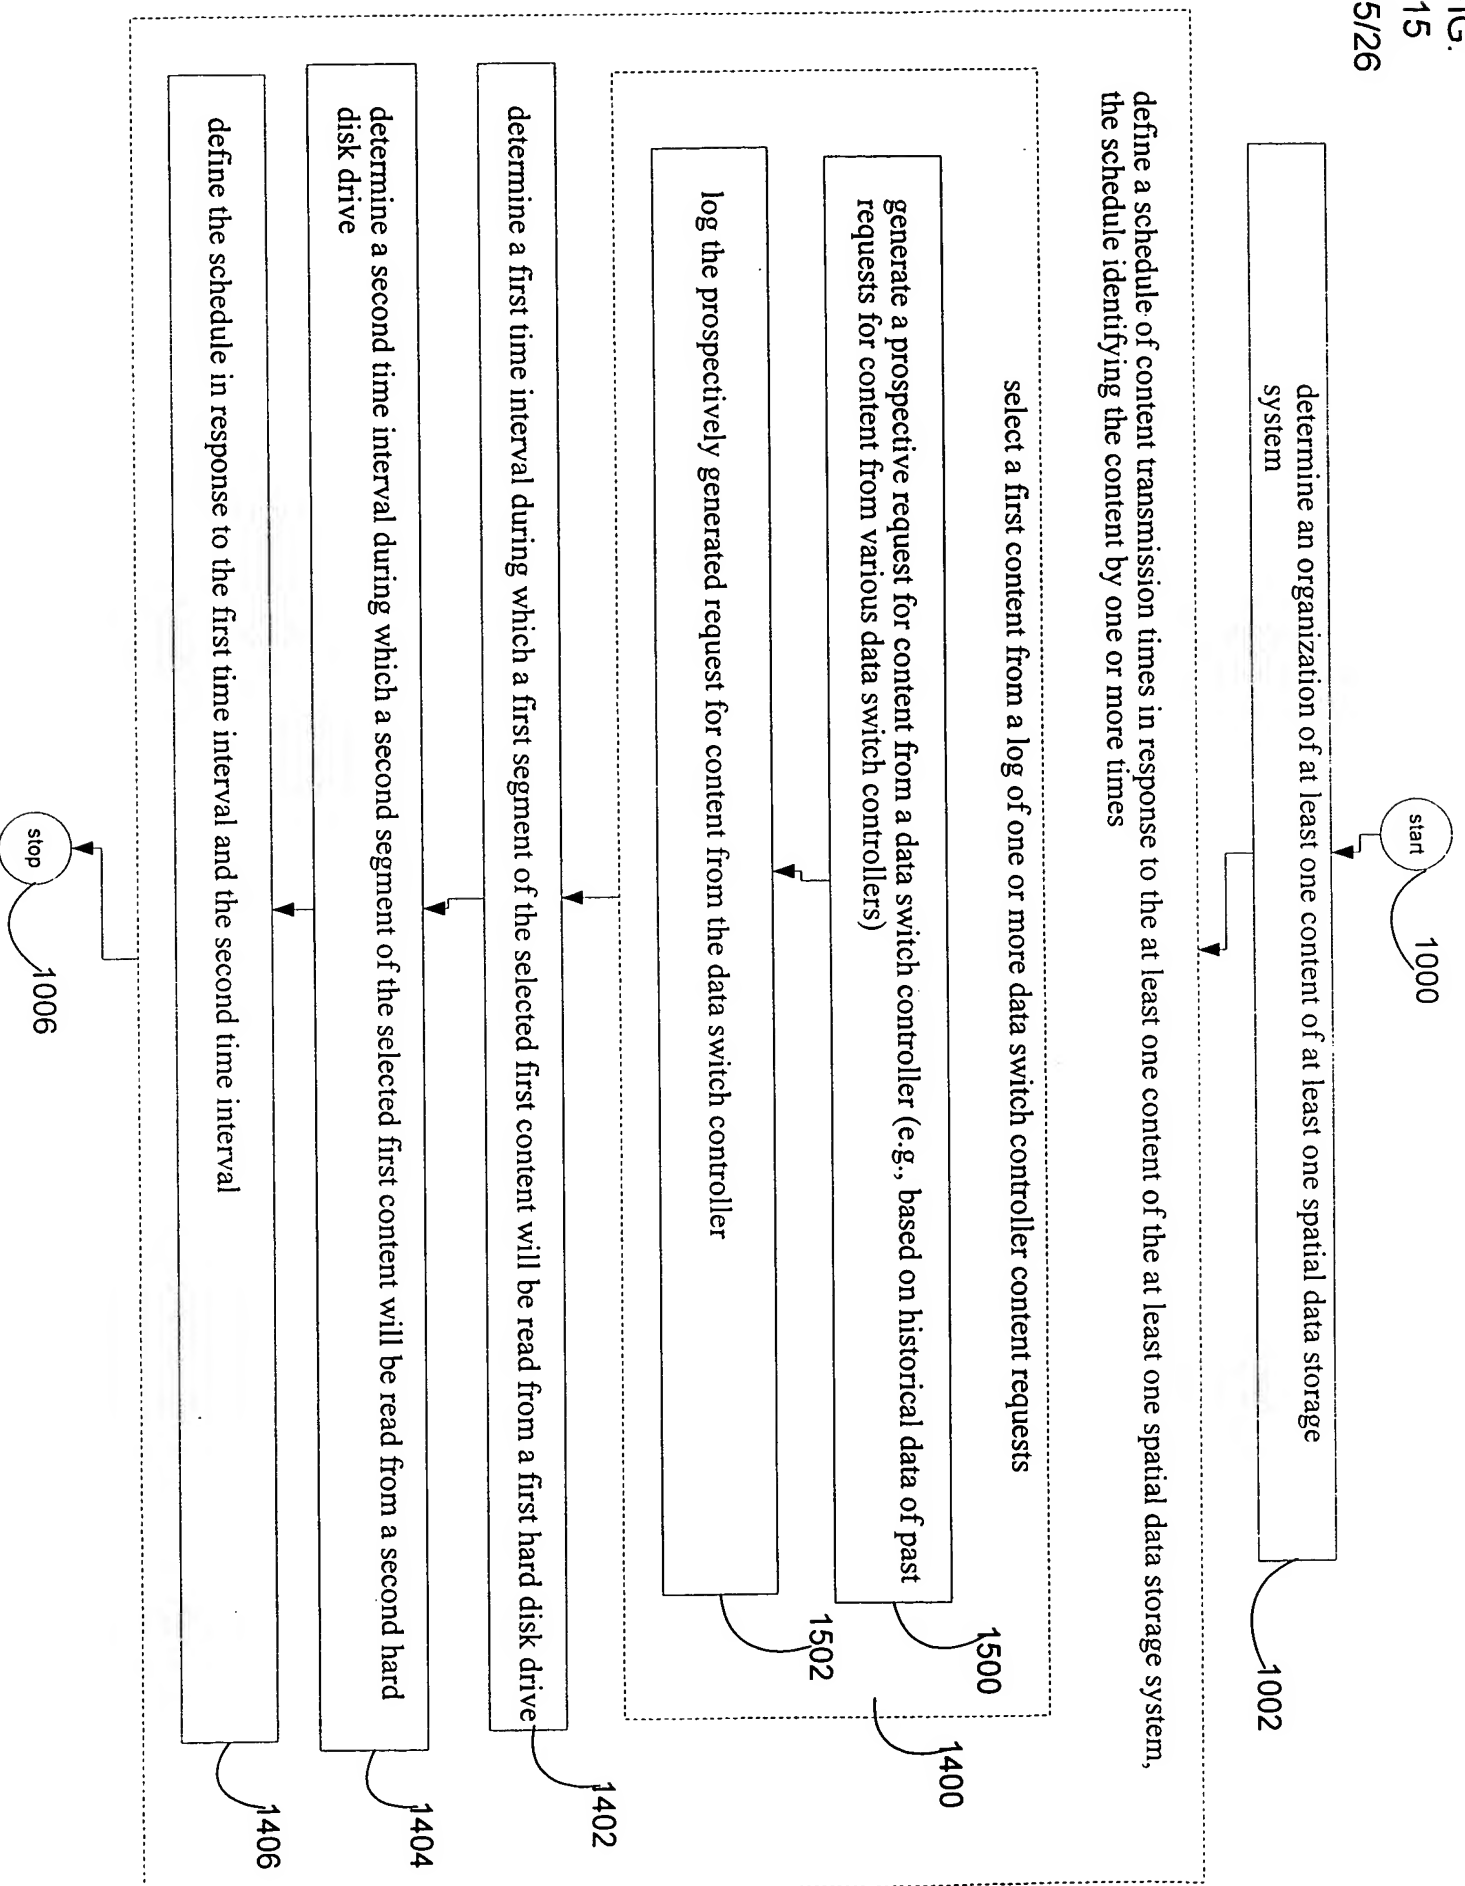 IG.
15
5/26
start
1000
determine an organization of at least one content of at least one spatial data storage
system
1002
define a schedule of content transmission times in response to the at least one content of the at least one spatial data storage system,
the schedule identifying the content by one or more times
select a first content from a log of one or more data switch controller content requests
1400
generate a prospective request for content from a data switch controller (e.g., based on historical data of past
requests for content from various data switch controllers)
1500
log the prospectively generated request for content from the data switch controller
1502
determine a first time interval during which a first segment of the selected first content will be read from a first hard disk drive
1402
determine a second time interval during which a second segment of the selected first content will be read from a second hard
disk drive
1404
define the schedule in response to the first time interval and the second time interval
1406
stop
1006